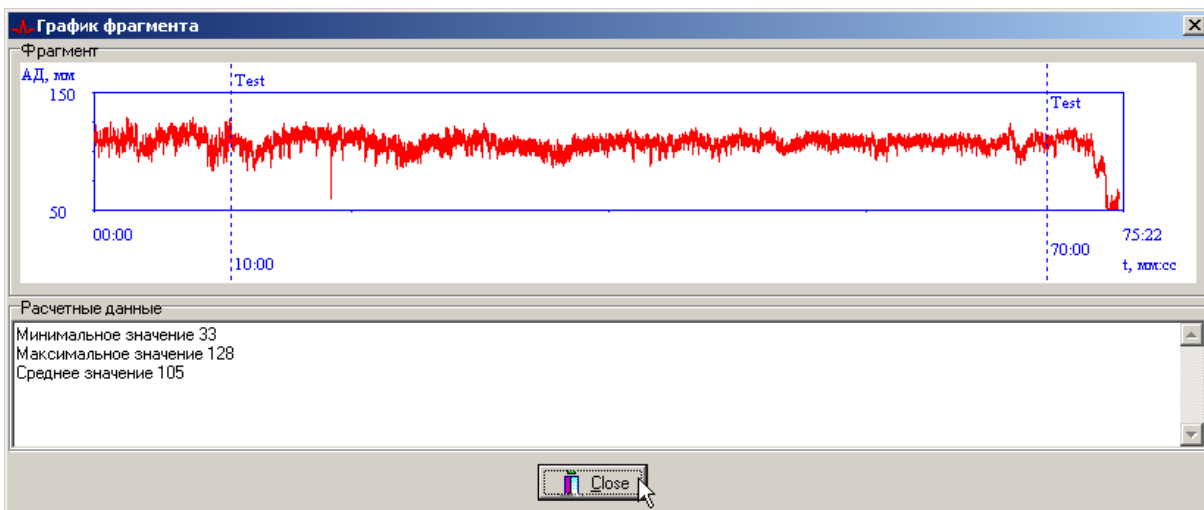 График фрагмента
Фрагмент
АД, мм
150
Test
Test
50
00:00
75:22
10:00
70:00
t, мм:сс
Расчетные данные
Минимальное значение 33
Максимальное значение 128
Среднее значение 105
Close